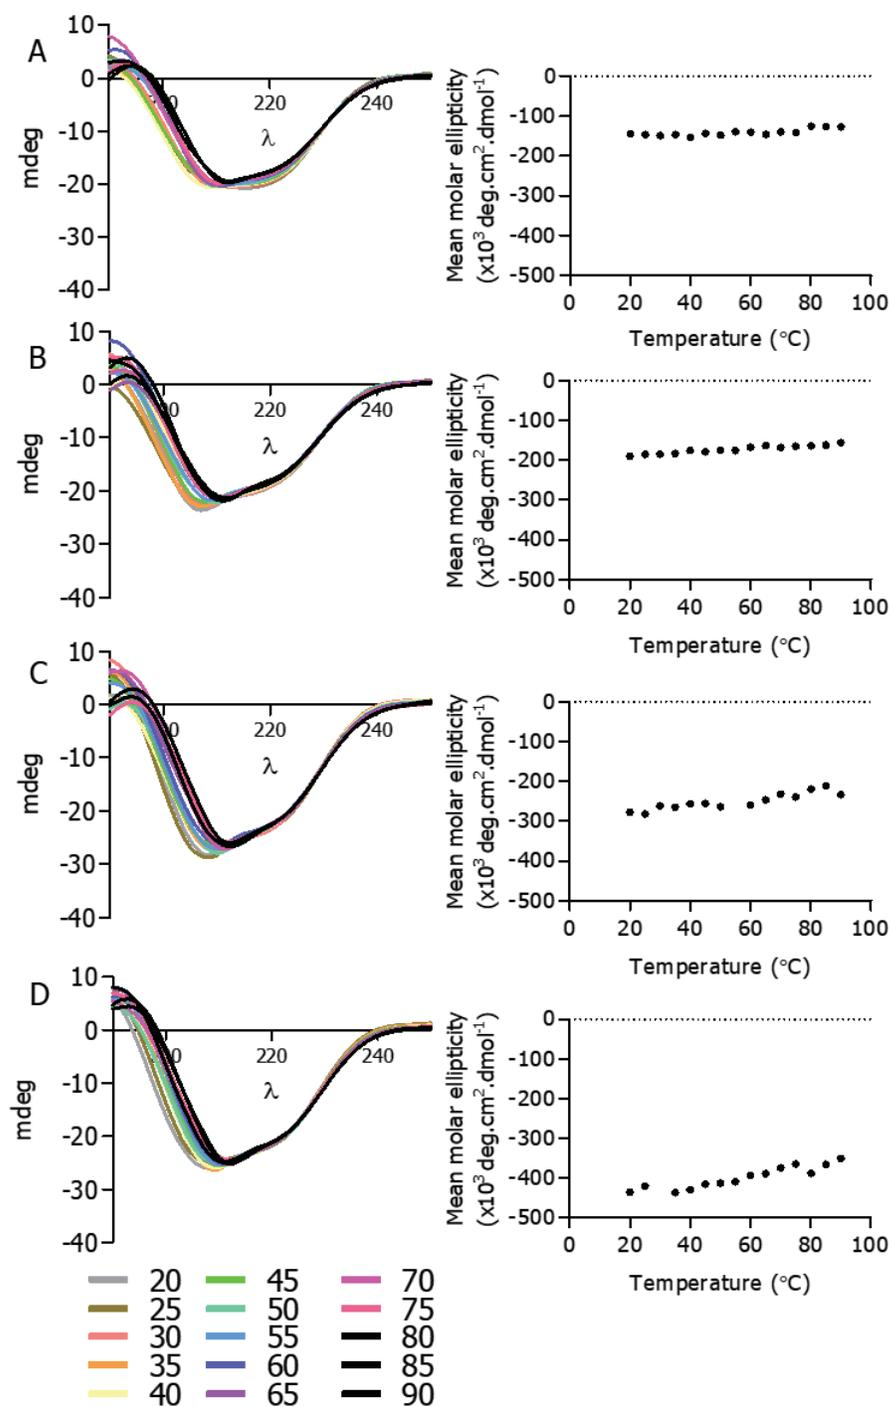 A
10
0
-10
-20
-30
-40
mdeg
220
240
λ
0
-100
-200
-300
-400
-500
Mean molar ellipticity
(x10³ deg.cm².dmol⁻¹)
0 20 40 60 80 100
Temperature (°C)
B
10
0
-10
-20
-30
-40
mdeg
220
240
λ
0
-100
-200
-300
-400
-500
Mean molar ellipticity
(x10³ deg.cm².dmol⁻¹)
0 20 40 60 80 100
Temperature (°C)
C
10
0
-10
-20
-30
-40
mdeg
220
240
λ
0
-100
-200
-300
-400
-500
Mean molar ellipticity
(x10³ deg.cm².dmol⁻¹)
0 20 40 60 80 100
Temperature (°C)
D
10
0
-10
-20
-30
-40
mdeg
220
240
λ
0
-100
-200
-300
-400
-500
Mean molar ellipticity
(x10³ deg.cm².dmol⁻¹)
0 20 40 60 80 100
Temperature (°C)
20 45 70
25 50 75
30 55 80
35 60 85
40 65 90